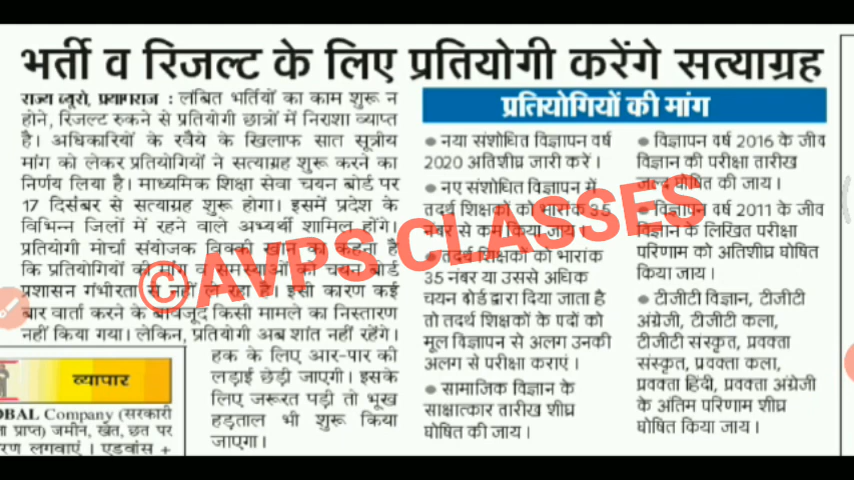 भर्ती व रिजल्ट के लिए प्रतियोगी करेंगे सत्याग्रह
राज्य ब्यूरो, प्रयागराज : लंबित भर्तियों का काम शुरू न
होने, रिजल्ट रुकने से प्रतियोगी छात्रों में निराशा व्याप्त
है। अधिकारियों के रवैये के खिलाफ सात सूत्रीय
मांग को लेकर प्रतियोगियों ने सत्याग्रह शुरू करने का
निर्णय लिया है। माध्यमिक शिक्षा सेवा चयन बोर्ड पर
17 दिसंबर से सत्याग्रह शुरू होगा। इसमें प्रदेश के
विभिन्न जिलों में रहने वाले अभ्यर्थी शामिल होंगे।
प्रतियोगी मोर्चा संयोजक विक्की खान का कहना है
कि प्रतियोगियों की मांग व समस्याओं को चयन बोर्ड
प्रशासन गंभीरता से नहीं ले रहा है। इसी कारण कई
बार वार्ता करने के बावजूद किसी मामले का निस्तारण
नहीं किया गया। लेकिन, प्रतियोगी अब शांत नहीं रहेंगे।
हक के लिए आर-पार की
लड़ाई छेड़ी जाएगी। इसके
लिए जरूरत पड़ी तो भूख
हड़ताल भी शुरू किया
जाएगा।
प्रतियोगियों की मांग
● नया संशोधित विज्ञापन वर्ष
2020 अतिशीघ्र जारी करें।
● नए संशोधित विज्ञापन में
तदर्थ शिक्षकों को भारांक 35
नंबर से कम किया जाय।
● तदर्थ शिक्षकों को भारांक
35 नंबर या उससे अधिक
चयन बोर्ड द्वारा दिया जाता है
तो तदर्थ शिक्षकों के पदों को
मूल विज्ञापन से अलग उनकी
अलग से परीक्षा कराएं।
● सामाजिक विज्ञान के
साक्षात्कार तारीख शीघ्र
घोषित की जाय।
● विज्ञापन वर्ष 2016 के जीव
विज्ञान की परीक्षा तारीख
जल्द घोषित की जाय।
● विज्ञापन वर्ष 2011 के जीव
विज्ञान के लिखित परीक्षा
परिणाम को अतिशीघ्र घोषित
किया जाय।
● टीजीटी विज्ञान, टीजीटी
अंग्रेजी, टीजीटी कला,
टीजीटी संस्कृत, प्रवक्ता
संस्कृत, प्रवक्ता कला,
प्रवक्ता हिंदी, प्रवक्ता अंग्रेजी
के अंतिम परिणाम शीघ्र
घोषित किया जाय।
व्यापार
OBAL Company (सरकारी
प्राप्त) जमीन, खेत, छत पर
लगवाएं। एडवांस +
©AVPS CLASSES